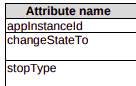 Attribute name
appInstanceId
changeStateTo
stopType